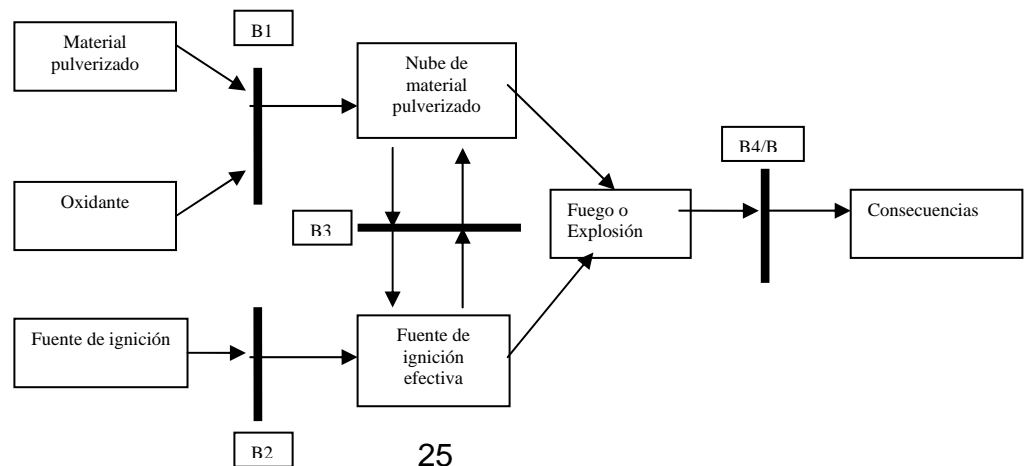 B1
Material
pulverizado
Nube de
material
pulverizado
B4/B
Oxidante
B3
Fuego o
Explosión
Consecuencias
Fuente de ignición
Fuente de
ignición
efectiva
B2
25